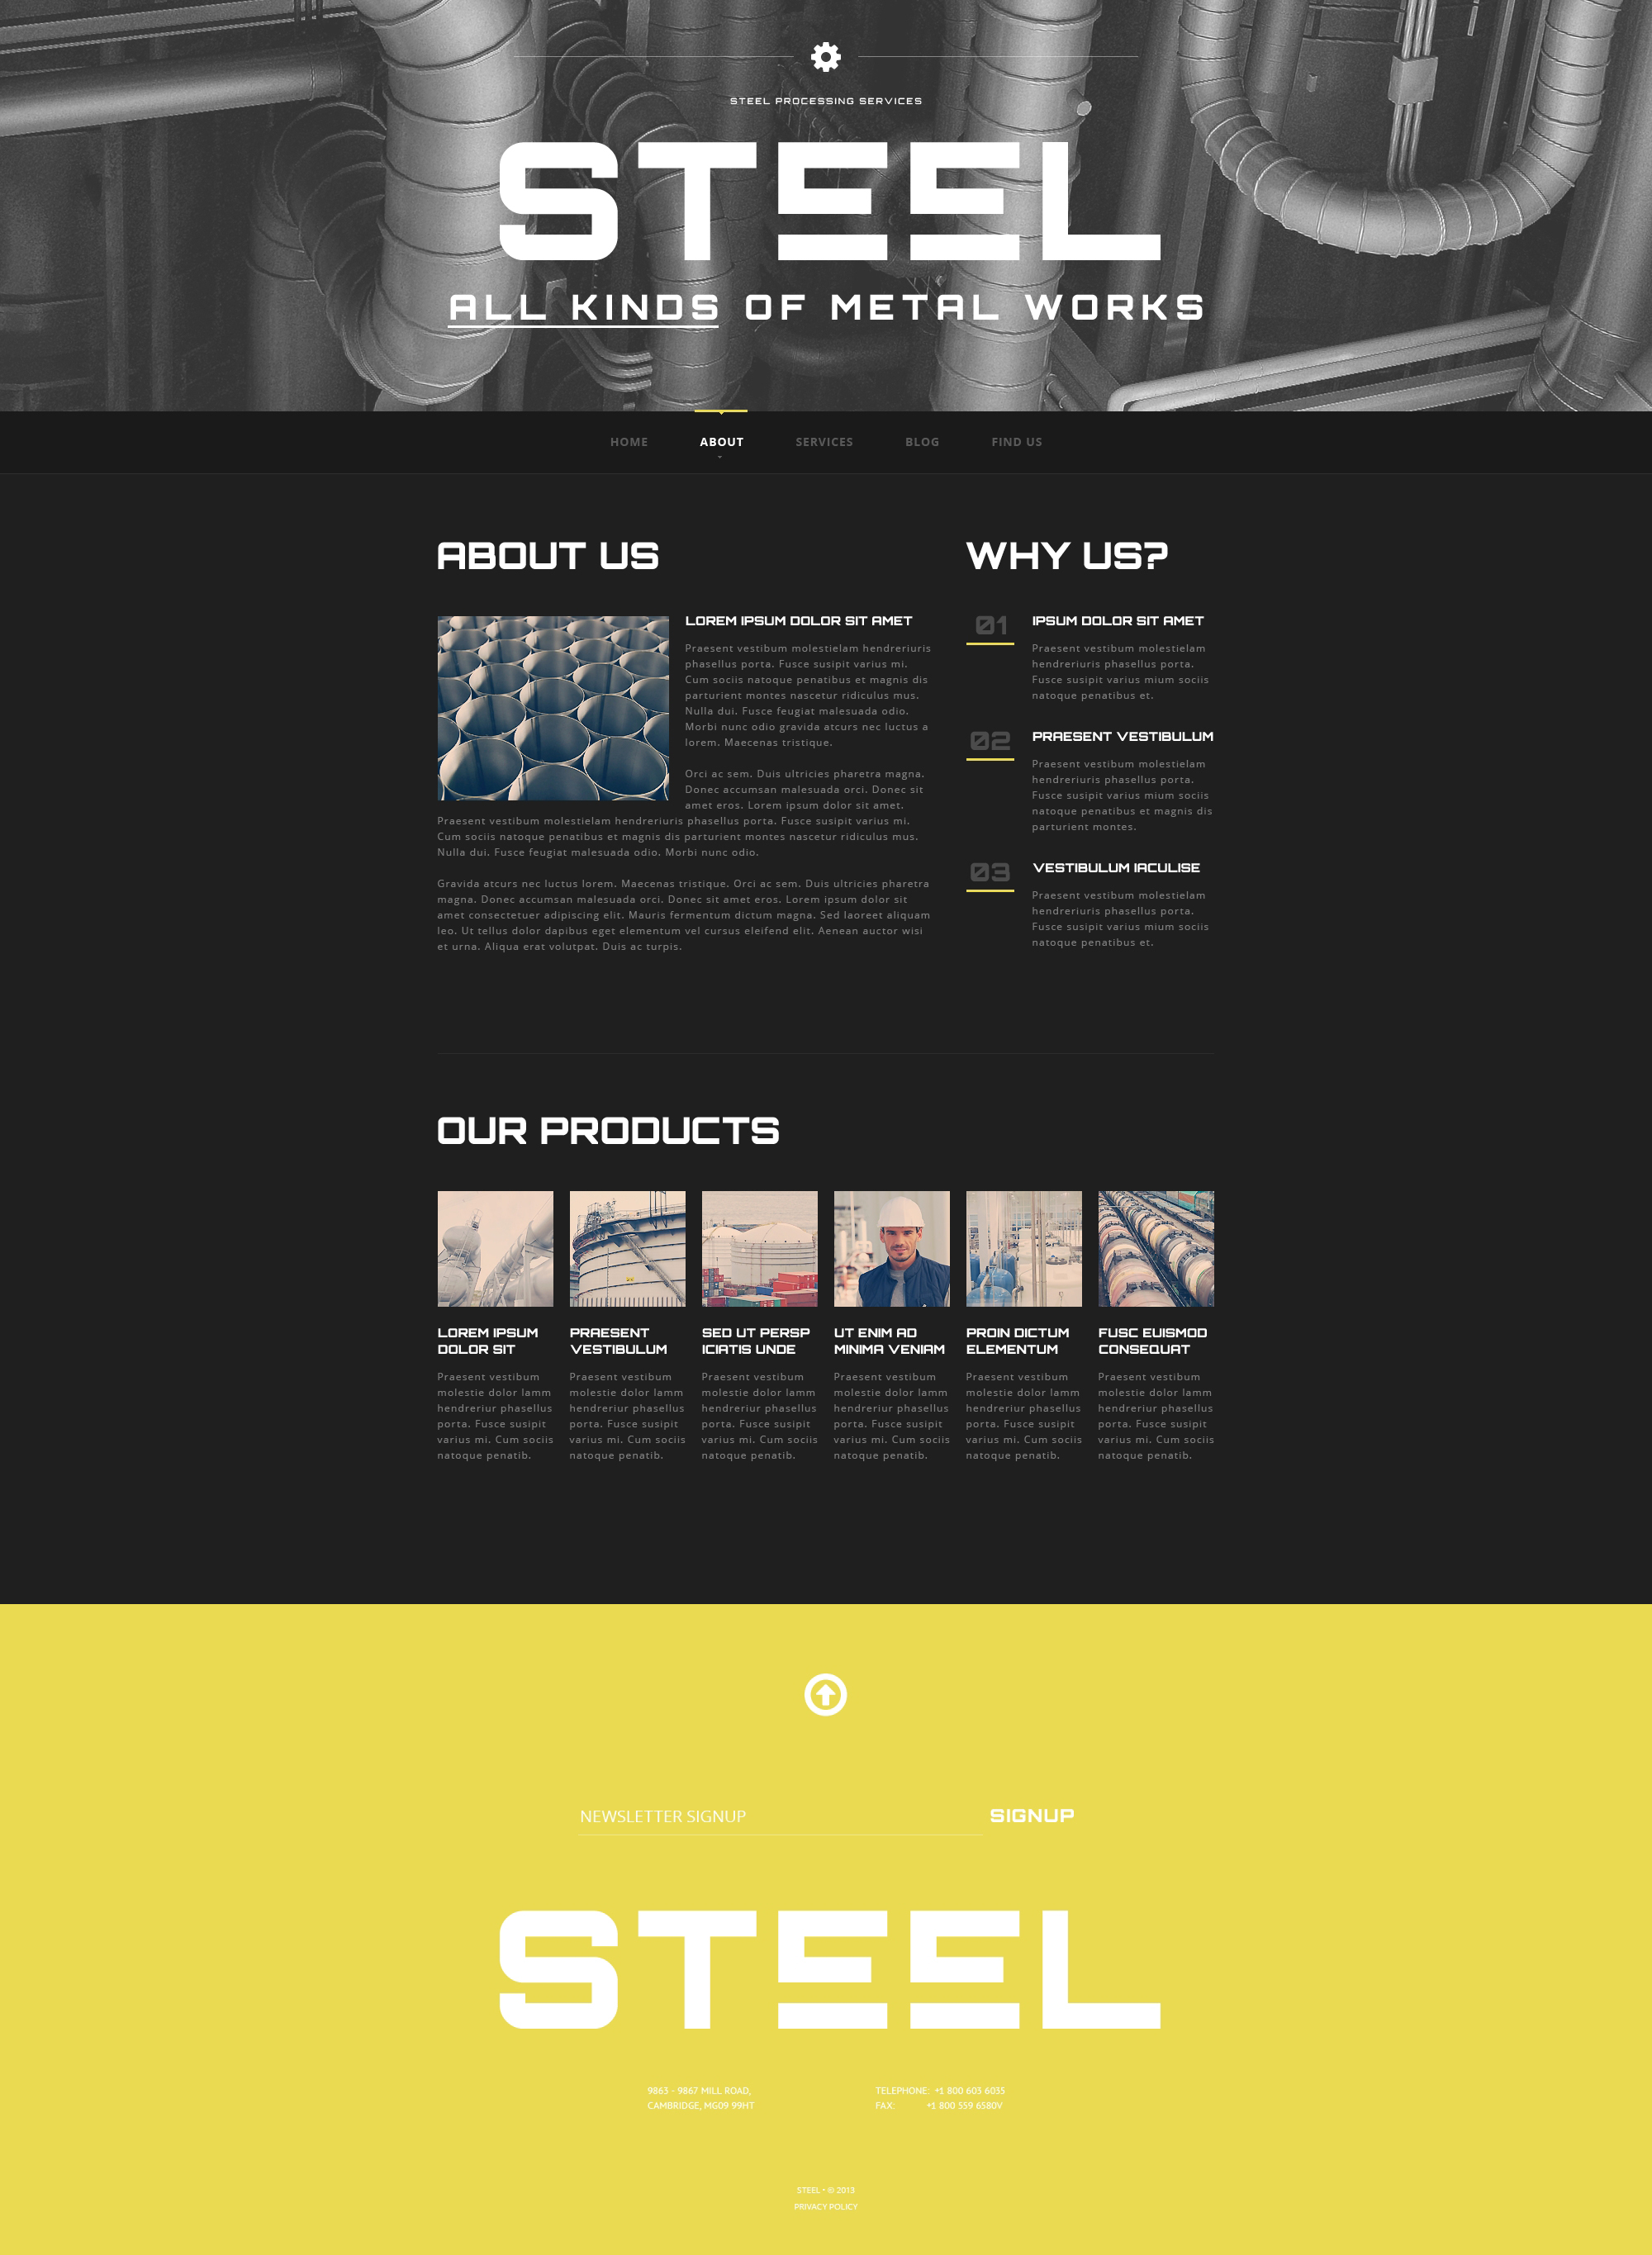 STEEL PROCESSING SERVICES
STEEL
ALL KINDS OF METAL WORKS
HOME
ABOUT
SERVICES
BLOG
FIND US
ABOUT US
LOREM IPSUM DOLOR SIT AMET
Praesent vestibum molestielam hendreriuris
phasellus porta. Fusce susipit varius mi.
Cum sociis natoque penatibus et magnis dis
parturient montes nascetur ridiculus mus.
Nulla dui. Fusce feugiat malesuada odio.
Morbi nunc odio gravida atcurs nec luctus a
lorem. Maecenas tristique.
Orci ac sem. Duis ultricies pharetra magna.
Donec accumsan malesuada orci. Donec sit
amet eros. Lorem ipsum dolor sit amet.
Praesent vestibum molestielam hendreriuris phasellus porta. Fusce susipit varius mi.
Cum sociis natoque penatibus et magnis dis parturient montes nascetur ridiculus mus.
Nulla dui. Fusce feugiat malesuada odio. Morbi nunc odio.
Gravida atcurs nec luctus lorem. Maecenas tristique. Orci ac sem. Duis ultricies pharetra
magna. Donec accumsan malesuada orci. Donec sit amet eros. Lorem ipsum dolor sit
amet consectetuer adipiscing elit. Mauris fermentum dictum magna. Sed laoreet aliquam
leo. Ut tellus dolor dapibus eget elementum vel cursus eleifend elit. Aenean auctor wisi
et urna. Aliqua erat volutpat. Duis ac turpis.
WHY US?
01
IPSUM DOLOR SIT AMET
Praesent vestibum molestielam
hendreriuris phasellus porta.
Fusce susipit varius mium sociis
natoque penatibus et.
02
PRAESENT VESTIBULUM
Praesent vestibum molestielam
hendreriuris phasellus porta.
Fusce susipit varius mium sociis
natoque penatibus et magnis dis
parturient montes.
03
VESTIBULUM IACULISE
Praesent vestibum molestielam
hendreriuris phasellus porta.
Fusce susipit varius mium sociis
natoque penatibus et.
OUR PRODUCTS
LOREM IPSUM
DOLOR SIT
Praesent vestibum
molestie dolor lamm
hendreriur phasellus
porta. Fusce susipit
varius mi. Cum sociis
natoque penatib.
PRAESENT
VESTIBULUM
Praesent vestibum
molestie dolor lamm
hendreriur phasellus
porta. Fusce susipit
varius mi. Cum sociis
natoque penatib.
SED UT PERSP
ICIATIS UNDE
Praesent vestibum
molestie dolor lamm
hendreriur phasellus
porta. Fusce susipit
varius mi. Cum sociis
natoque penatib.
UT ENIM AD
MINIMA VENIAM
Praesent vestibum
molestie dolor lamm
hendreriur phasellus
porta. Fusce susipit
varius mi. Cum sociis
natoque penatib.
PROIN DICTUM
ELEMENTUM
Praesent vestibum
molestie dolor lamm
hendreriur phasellus
porta. Fusce susipit
varius mi. Cum sociis
natoque penatib.
FUSC EUISMOD
CONSEQUAT
Praesent vestibum
molestie dolor lamm
hendreriur phasellus
porta. Fusce susipit
varius mi. Cum sociis
natoque penatib.
NEWSLETTER SIGNUP
SIGNUP
STEEL
9863 - 9867 MILL ROAD,
CAMBRIDGE, MG09 99HT
TELEPHONE: +1 800 603 6035
FAX: +1 800 559 6580V
STEEL • © 2013
PRIVACY POLICY